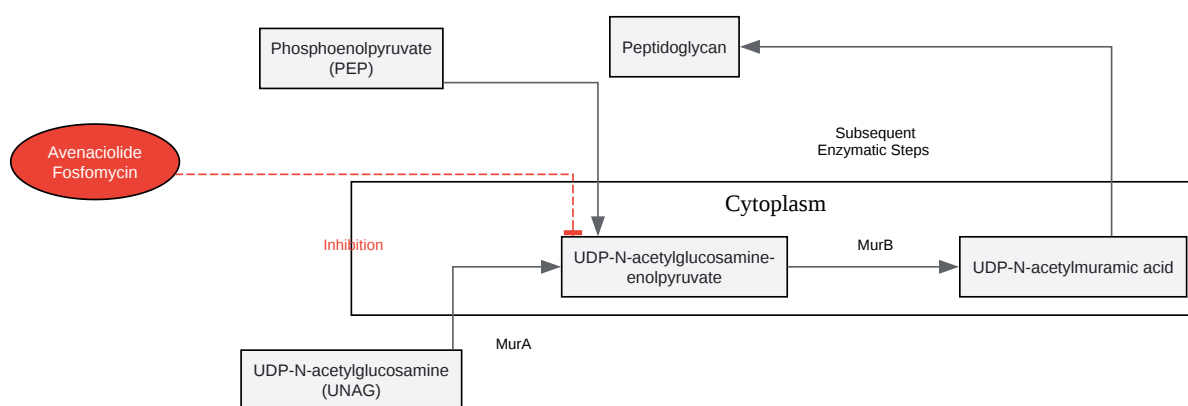 Phosphoenolpyruvate
(PEP)
Peptidoglycan
Avenaciolide
Fosfomycin
Subsequent
Enzymatic Steps
Cytoplasm
Inhibition
UDP-N-acetylglucosamine-
enolpyruvate
MurB
UDP-N-acetylmuramic acid
MurA
UDP-N-acetylglucosamine
(UNAG)